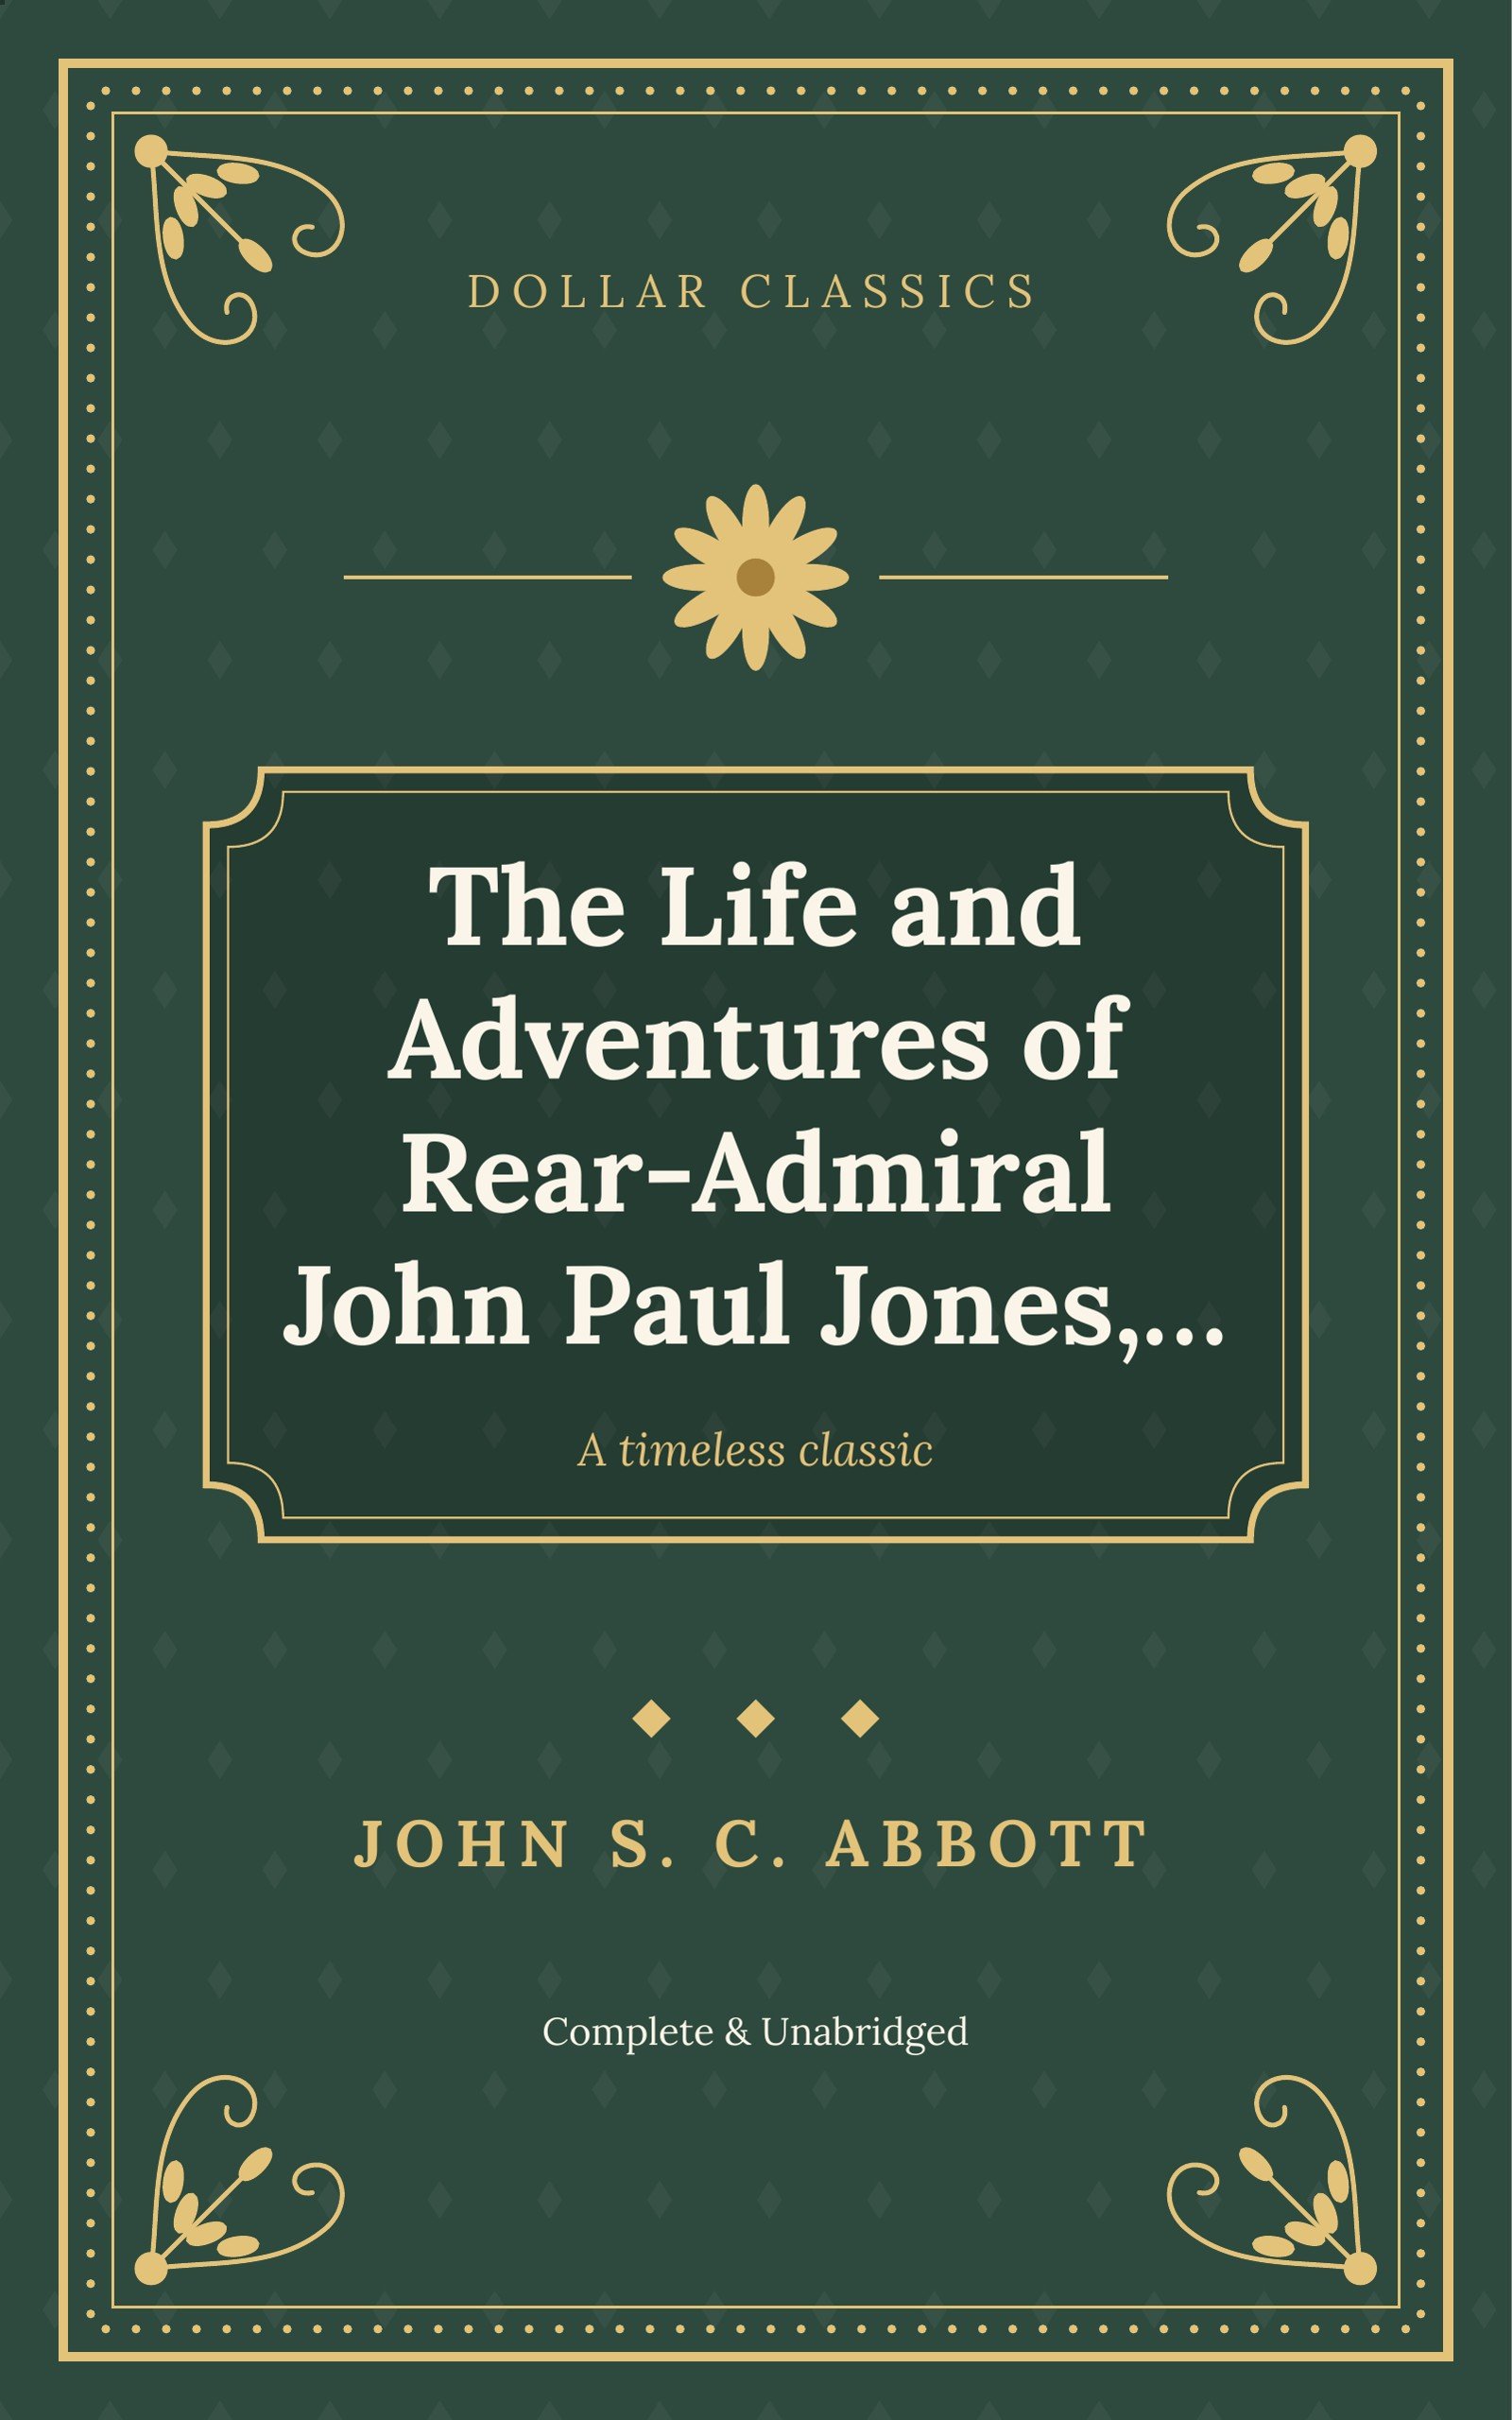 DOLLAR CLASSICS
The Life and
Adventures of
Rear-Admiral
John Paul Jones,...
A timeless classic
JOHN S. C. ABBOTT
Complete & Unabridged